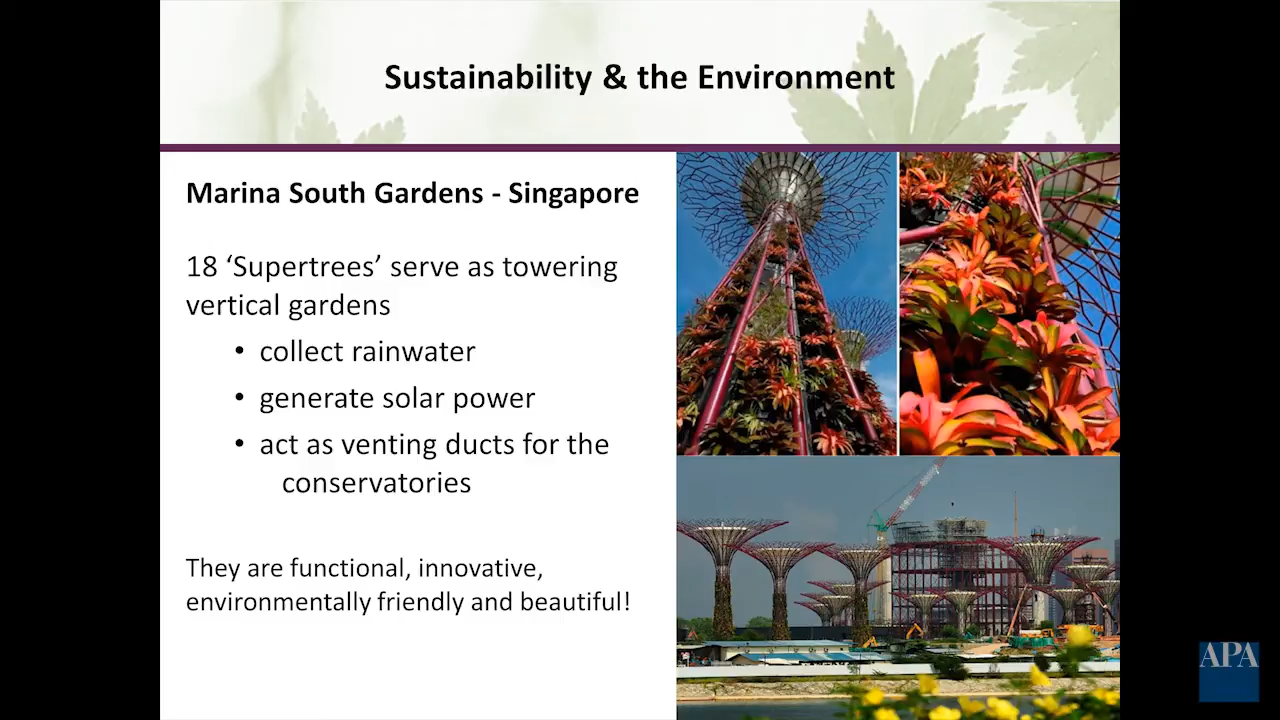 Sustainability & the Environment
Marina South Gardens - Singapore
18 ‘Supertrees’ serve as towering
vertical gardens
• collect rainwater
• generate solar power
• act as venting ducts for the
conservatories
They are functional, innovative,
environmentally friendly and beautiful!
APA